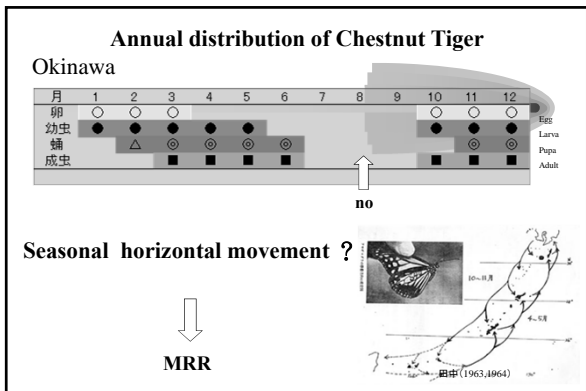 Annual distribution of Chestnut Tiger
Okinawa
月 1 2 3 4 5 6 7 8 9 10 11 12
卵
Egg
幼虫
Larva
蛹
Pupa
成虫
Adult
no
Seasonal horizontal movement ?
10~11月
4~5月
MRR
田中(1963,1964)